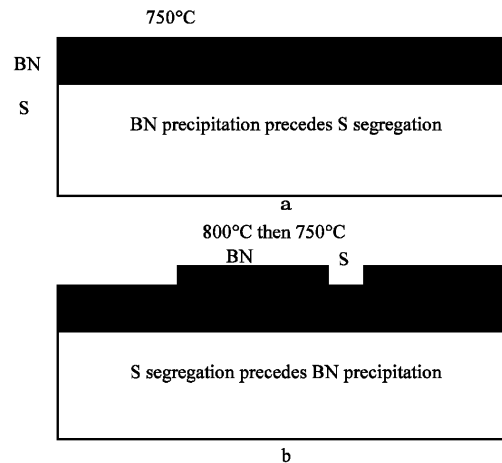 750°C
BN
S
BN precipitation precedes S segregation
a
800°C then 750°C
BN S
S segregation precedes BN precipitation
b